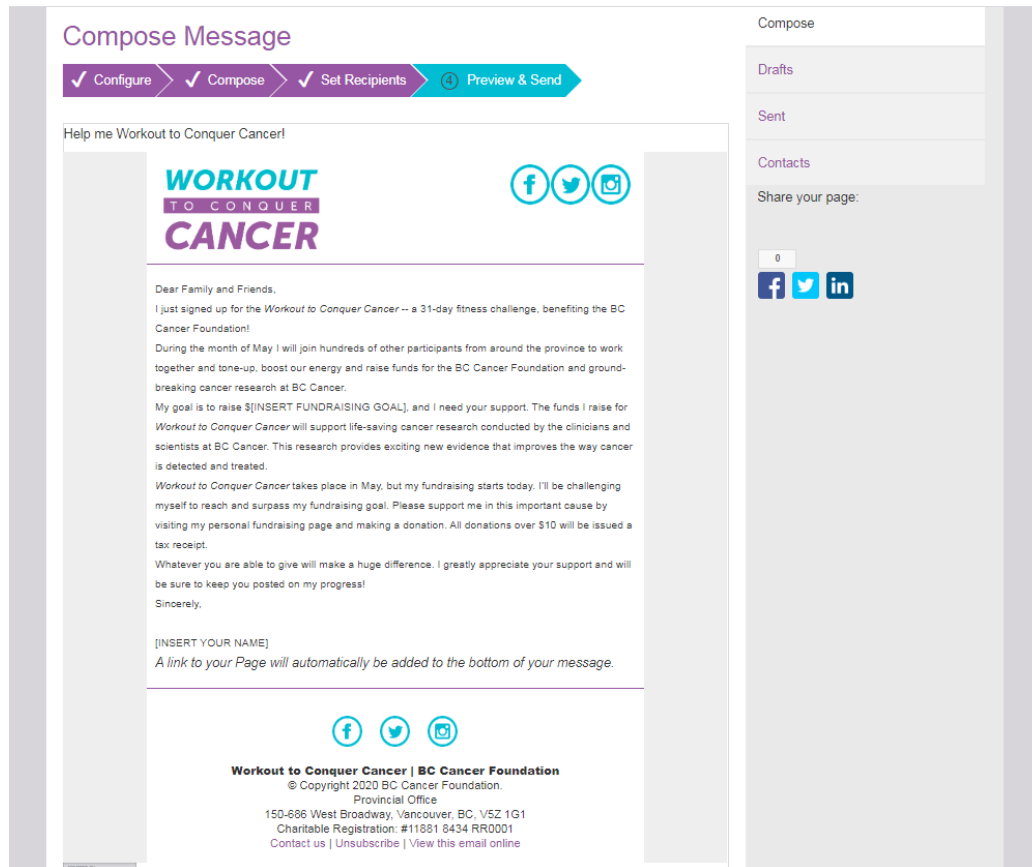 Compose Message
Configure
Compose
Set Recipients
4 Preview & Send
Help me Workout to Conquer Cancer!
WORKOUT
TO CONQUER
CANCER
Dear Family and Friends,
I just signed up for the Workout to Conquer Cancer -- a 31-day fitness challenge, benefiting the BC
Cancer Foundation!
During the month of May I will join hundreds of other participants from around the province to work
together and tone-up, boost our energy and raise funds for the BC Cancer Foundation and ground-
breaking cancer research at BC Cancer.
My goal is to raise $[INSERT FUNDRAISING GOAL], and I need your support. The funds I raise for
Workout to Conquer Cancer will support life-saving cancer research conducted by the clinicians and
scientists at BC Cancer. This research provides exciting new evidence that improves the way cancer
is detected and treated.
Workout to Conquer Cancer takes place in May, but my fundraising starts today. I'll be challenging
myself to reach and surpass my fundraising goal. Please support me in this important cause by
visiting my personal fundraising page and making a donation. All donations over $10 will be issued a
tax receipt.
Whatever you are able to give will make a huge difference. I greatly appreciate your support and will
be sure to keep you posted on my progress!
Sincerely,
[INSERT YOUR NAME]
A link to your Page will automatically be added to the bottom of your message.
Workout to Conquer Cancer | BC Cancer Foundation
© Copyright 2020 BC Cancer Foundation.
Provincial Office
150-686 West Broadway, Vancouver, BC, V5Z 1G1
Charitable Registration: #11881 8434 RR0001
Contact us | Unsubscribe | View this email online
Compose
Drafts
Sent
Contacts
Share your page:
0